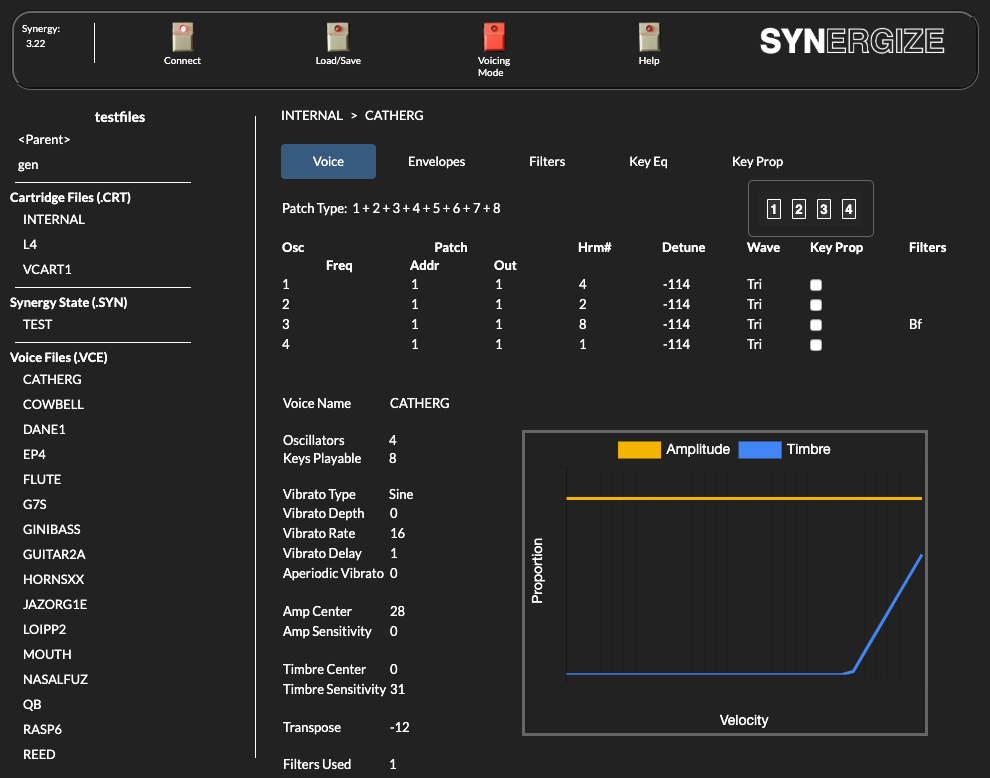 Synergy:
3.22
Connect
Load/Save
Voicing
Mode
Help
SYNERGIZE
testfiles
<Parent>
gen
Cartridge Files (.CRT)
INTERNAL
L4
VCART1
Synergy State (.SYN)
TEST
Voice Files (.VCE)
CATHERG
COWBELL
DANE1
EP4
FLUTE
G7S
GINIBASS
GUITAR2A
HORNSXX
JAZORG1E
LOIPP2
MOUTH
NASALFUZ
QB
RASP6
REED
INTERNAL > CATHERG
Voice Envelopes Filters Key Eq Key Prop
Patch Type: 1 + 2 + 3 + 4 + 5 + 6 + 7 + 8
1 2 3 4
Osc Patch Hrm# Detune Wave Key Prop Filters
Freq Addr Out
1 1 1 4 -114 Tri
2 1 1 2 -114 Tri
3 1 1 8 -114 Tri Bf
4 1 1 1 -114 Tri
Voice Name CATHERG
Oscillators 4
Keys Playable 8
Vibrato Type Sine
Vibrato Depth 0
Vibrato Rate 16
Vibrato Delay 1
Aperiodic Vibrato 0
Amp Center 28
Amp Sensitivity 0
Timbre Center 0
Timbre Sensitivity 31
Transpose -12
Filters Used 1
Amplitude Timbre
Proportion
Velocity